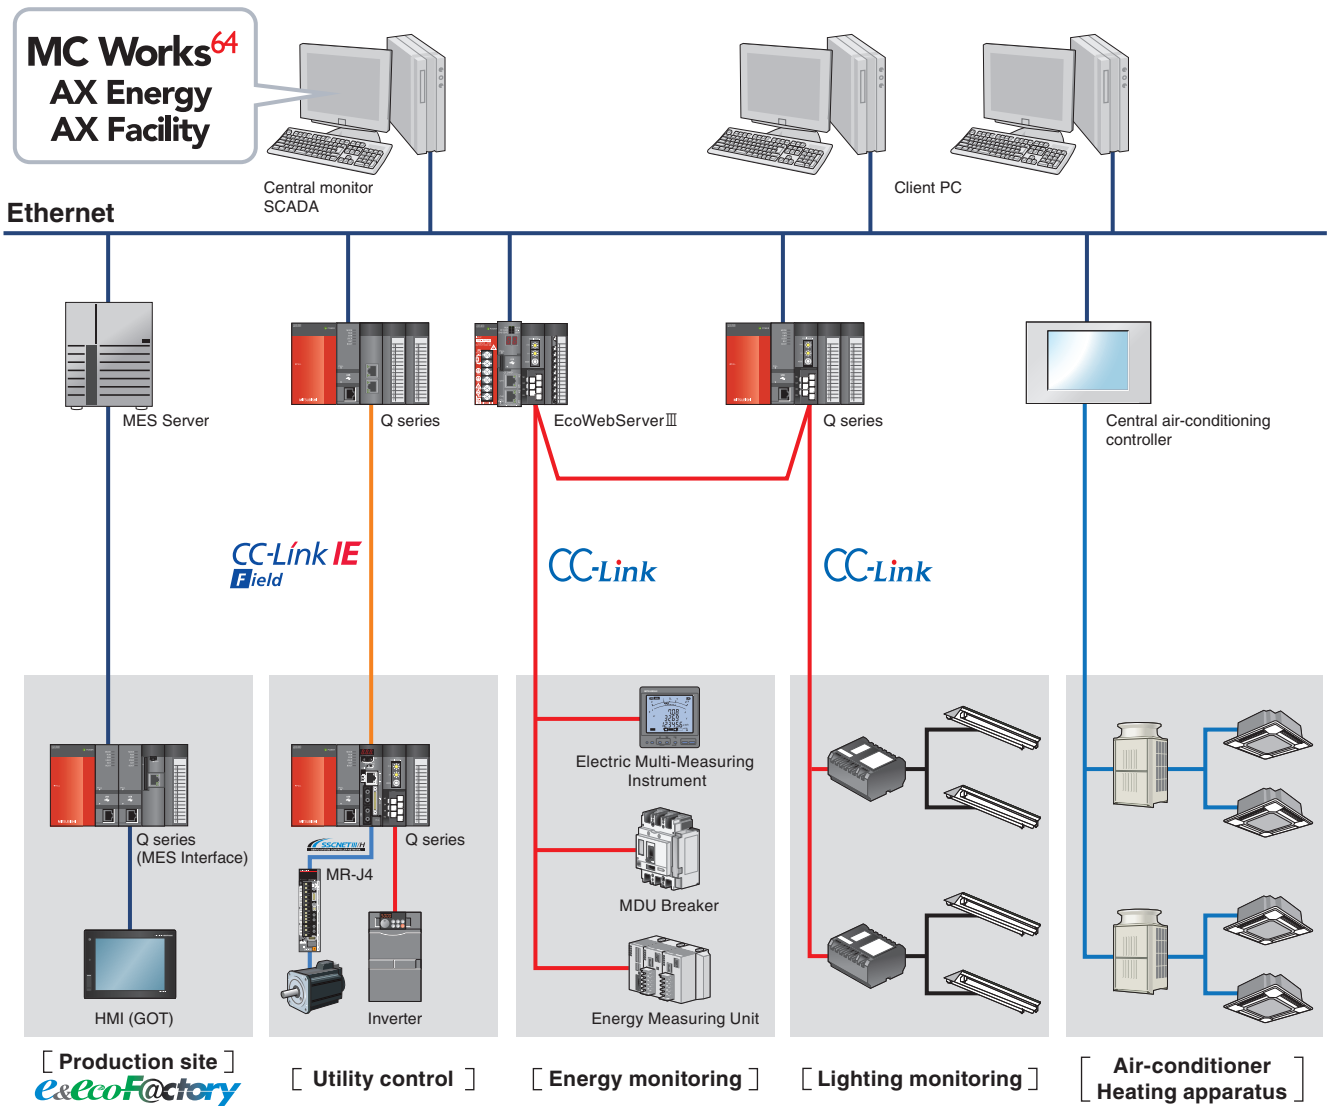 MC Works64
AX Energy
AX Facility
Central monitor
SCADA
Client PC
Ethernet
MES Server
Q series
EcoWebServerⅢ
Q series
Central air-conditioning
controller
CC-Link IE
Field
CC-Link
CC-Link
Electric Multi-Measuring
Instrument
Q series
(MES Interface)
Q series
SSCNETⅢ/H
MR-J4
MDU Breaker
HMI (GOT)
Inverter
Energy Measuring Unit
[ Production site ]
e&eco-F@ctory
[ Utility control ]
[ Energy monitoring ]
[ Lighting monitoring ]
[ Air-conditioner
Heating apparatus ]